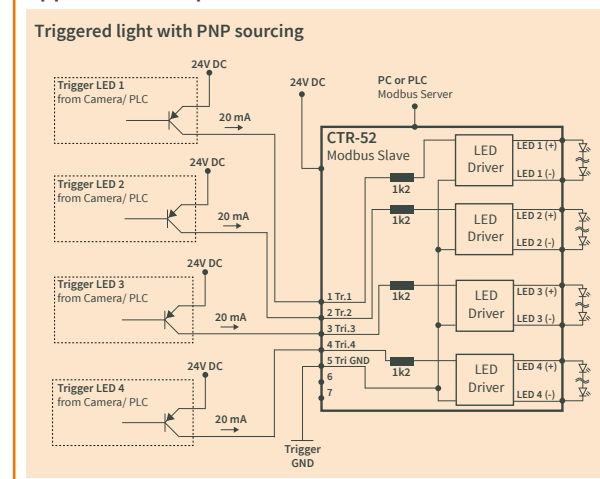 Triggered light with PNP sourcing
24V DC
Trigger LED 1
from Camera/ PLC
20 mA
24V DC
PC or PLC
Modbus Server
CTR-52
Modbus Slave
24V DC
Trigger LED 2
from Camera/ PLC
20 mA
24V DC
Trigger LED 3
from Camera/ PLC
20 mA
24V DC
Trigger LED 4
from Camera/ PLC
20 mA
1k2
1k2
1k2
1k2
1 Tr.1
2 Tr.2
3 Tri.3
4 Tri.4
5 Tri GND
6
7
Trigger
GND
LED
Driver
LED 1 (+)
LED 1 (-)
LED
Driver
LED 2 (+)
LED 2 (-)
LED
Driver
LED 3 (+)
LED 3 (-)
LED
Driver
LED 4 (+)
LED 4 (-)